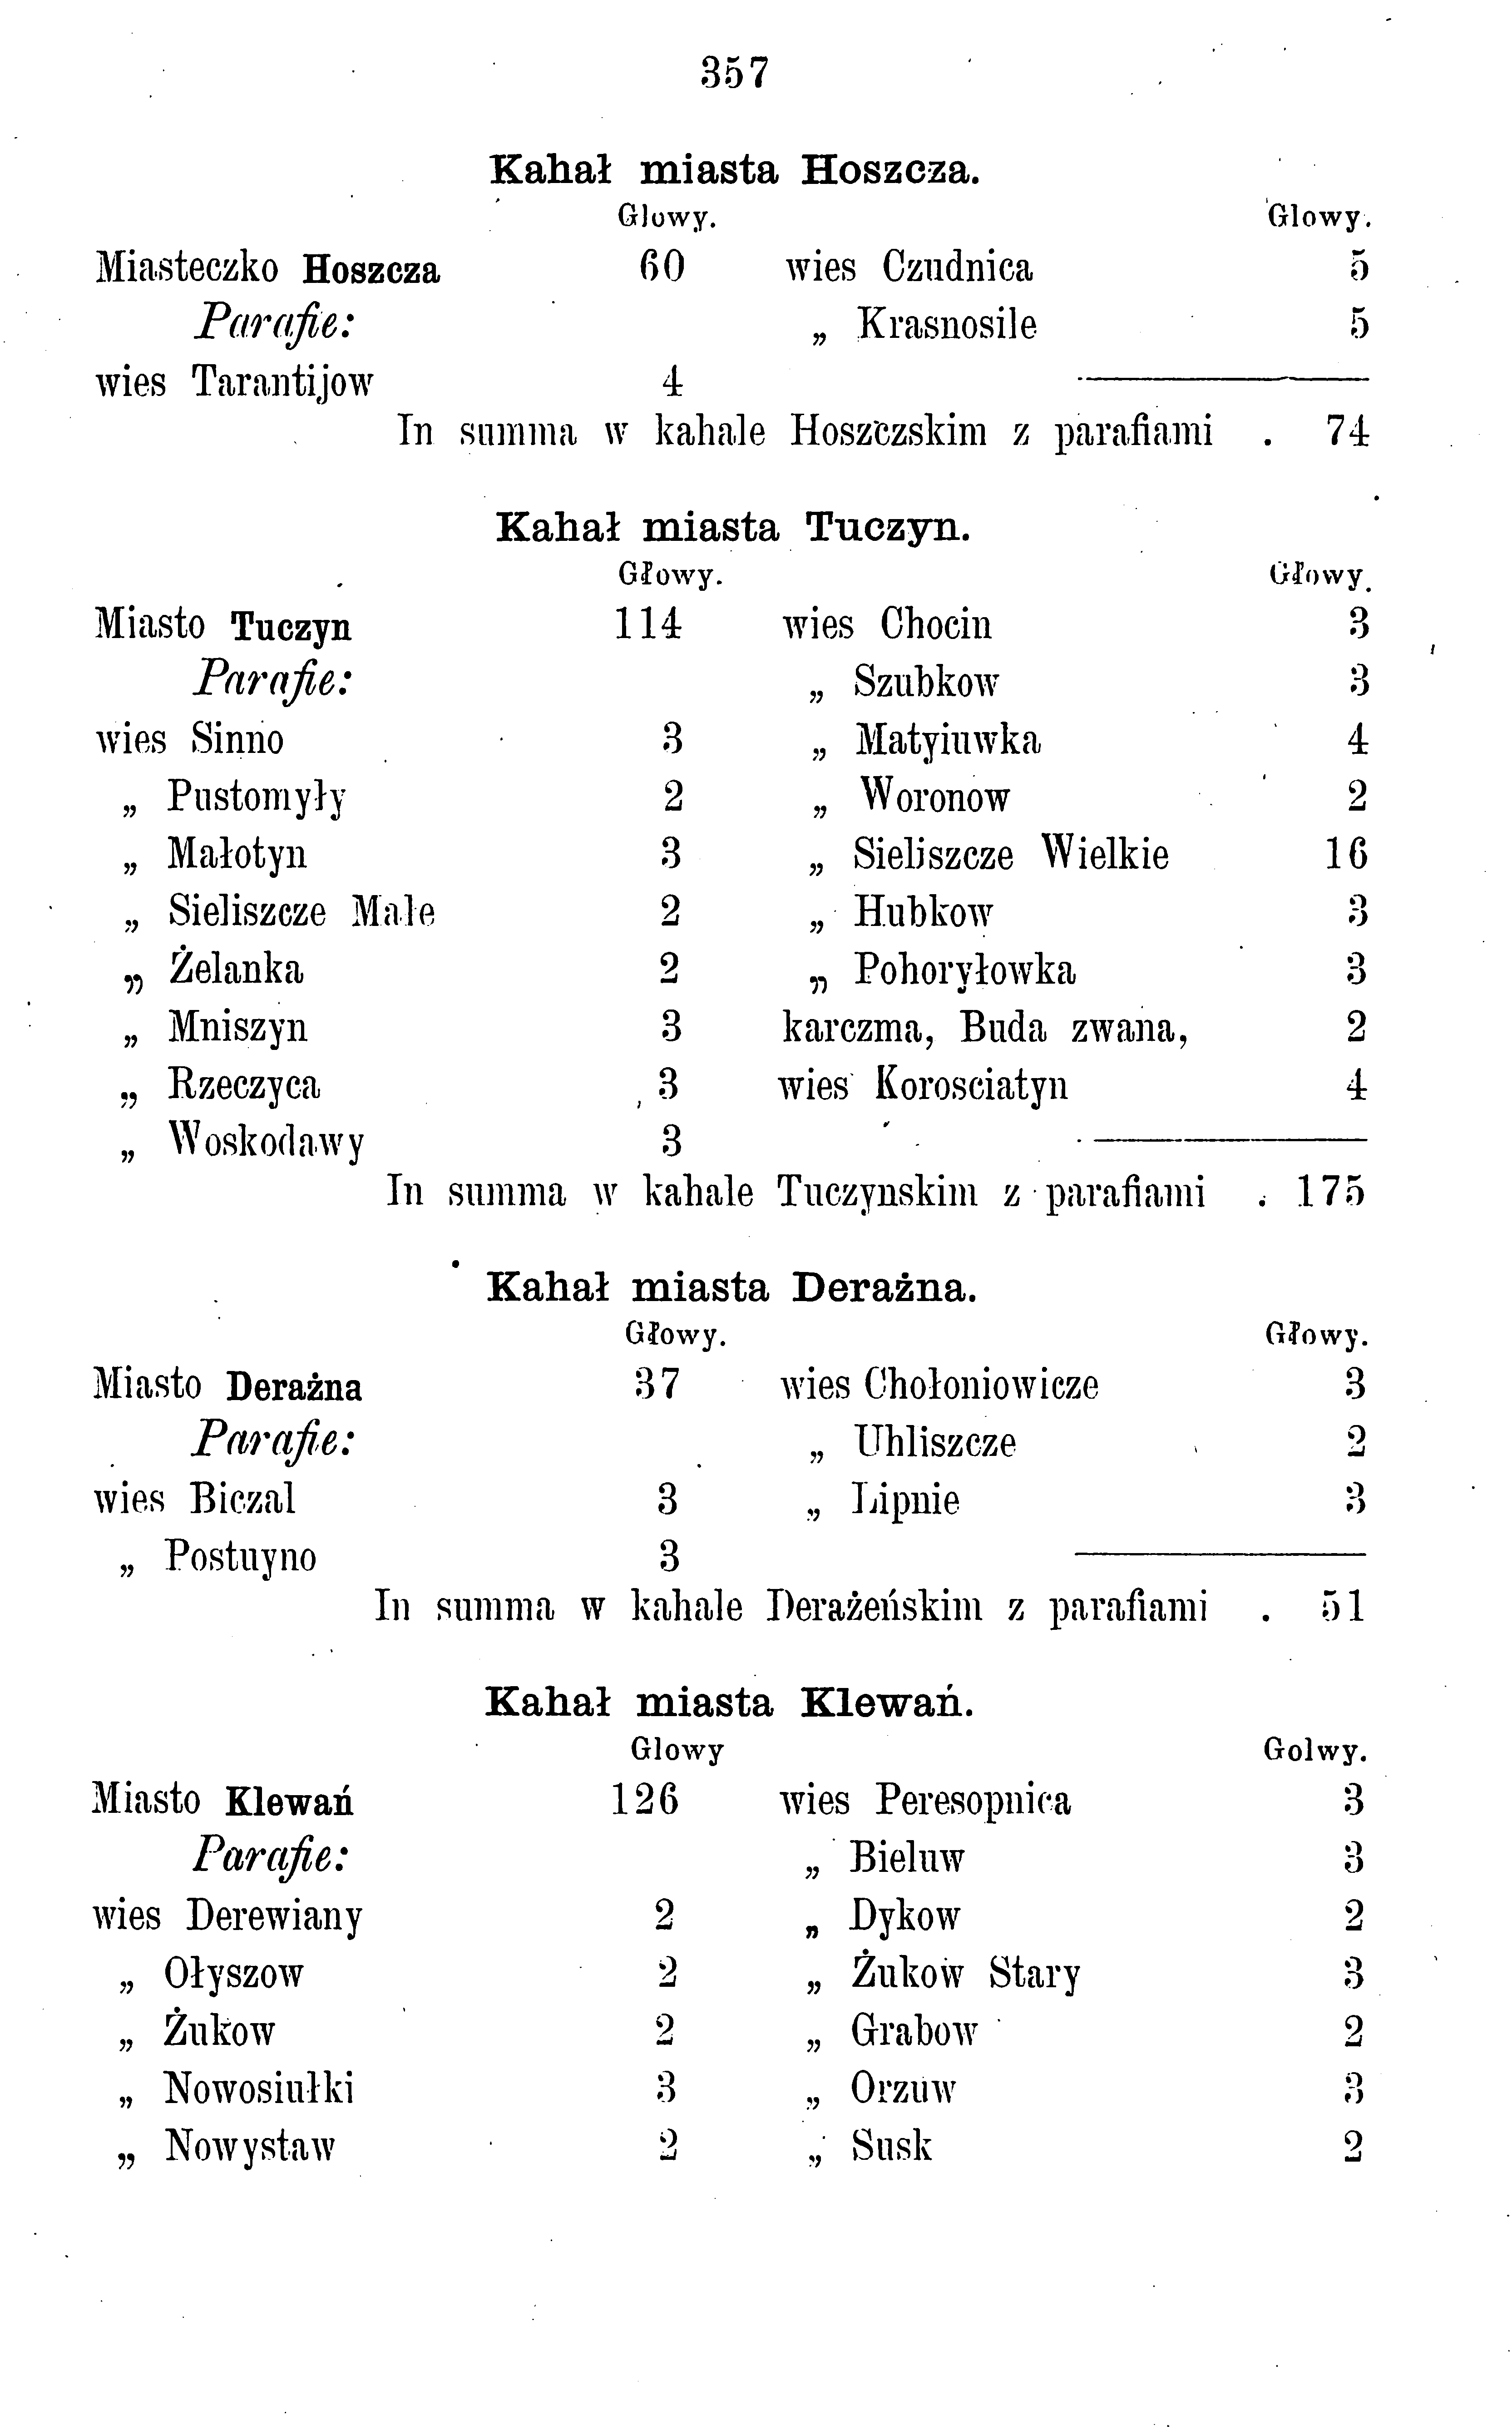 357
Kahał miasta Hoszcza.
Glowy. Glowy.
Miasteczko Hoszcza 60 wies Czudnica 5
Parafie: „ Krasnosile 5
wies Tarantijow 4
In summa w kahale Hoszczskim z parafiami . 74
Kahał miasta Tuczyn.
Głowy. Głowy.
Miasto Tuczyn 114 wies Chocin 3
Parafie: „ Szubkow 3
wies Sinno 3 „ Matyiuwka 4
„ Pustomyły 2 „ Woronow 2
„ Małotyn 3 „ Sieliszcze Wielkie 16
„ Sieliszcze Małe 2 „ Hubkow 3
„ Żelanka 2 „ Pohoryłowka 3
„ Mniszyn 3 karczma, Buda zwana, 2
„ Rzeczyca 3 wies Korosciatyn 4
„ Woskodawy 3
In summa w kahale Tuczynskim z parafiami . 175
Kahał miasta Derażna.
Głowy. Głowy.
Miasto Derażna 37 wies Chołoniowicze 3
Parafie: „ Uhliszcze 2
wies Biczal 3 „ Lipnie 3
„ Postuyno 3
In summa w kahale Derażeńskim z parafiami . 51
Kahał miasta Klewań.
Glowy Golwy.
Miasto Klewań 126 wies Peresopnica 3
Parafie: „ Bieluw 3
wies Derewiany 2 „ Dykow 2
„ Ołyszow 2 „ Żukow Stary 3
„ Żukow 2 „ Grabow 2
„ Nowosiułki 3 „ Orzuw 3
„ Nowystaw 2 „ Susk 2